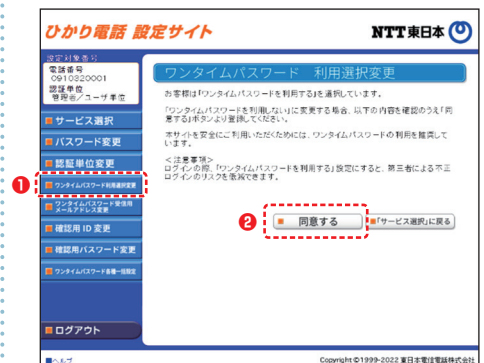 ひかり電話 設定サイト
NTT東日本
設定対象番号
電話番号
0910320001
認証単位
管理者/ユーザ単位
サービス選択
パスワード変更
認証単位変更
1
ワンタイムパスワード利用選択変更
ワンタイムパスワード受信用
メールアドレス変更
確認用 ID 変更
確認用パスワード変更
ワンタイムパスワード各種一括設定
ログアウト
ヘルプ
ワンタイムパスワード 利用選択変更
お客様は「ワンタイムパスワードを利用する」を選択しています。
「ワンタイムパスワードを利用しない」に変更する場合、以下の内容を確認のうえ「同
意する」ボタンより登録してください。
本サイトを安全にご利用いただくためには、ワンタイムパスワードの利用を推奨して
います。
<注意事項>
ログインの際、「ワンタイムパスワードを利用する」設定にすると、第三者による不正
ログインのリスクを低減できます。
2
同意する
「サービス選択」に戻る
Copyright © 1999-2022 東日本電信電話株式会社